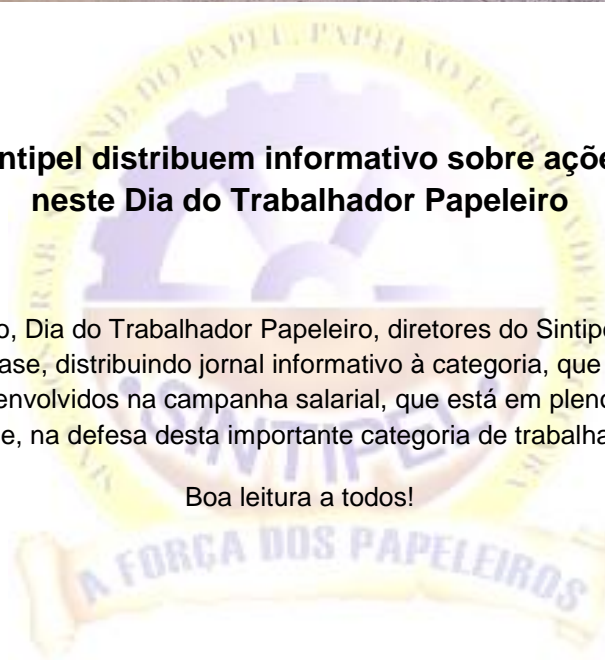 ntipel distribuem informativo sobre açõe
neste Dia do Trabalhador Papeleiro
o, Dia do Trabalhador Papeleiro, diretores do Sintipe
ase, distribuindo jornal informativo à categoria, que
envolvidos na campanha salarial, que está em pleno
e, na defesa desta importante categoria de trabalha
SINTIPEL
Boa leitura a todos!
A FORÇA DOS PAPELEIROS